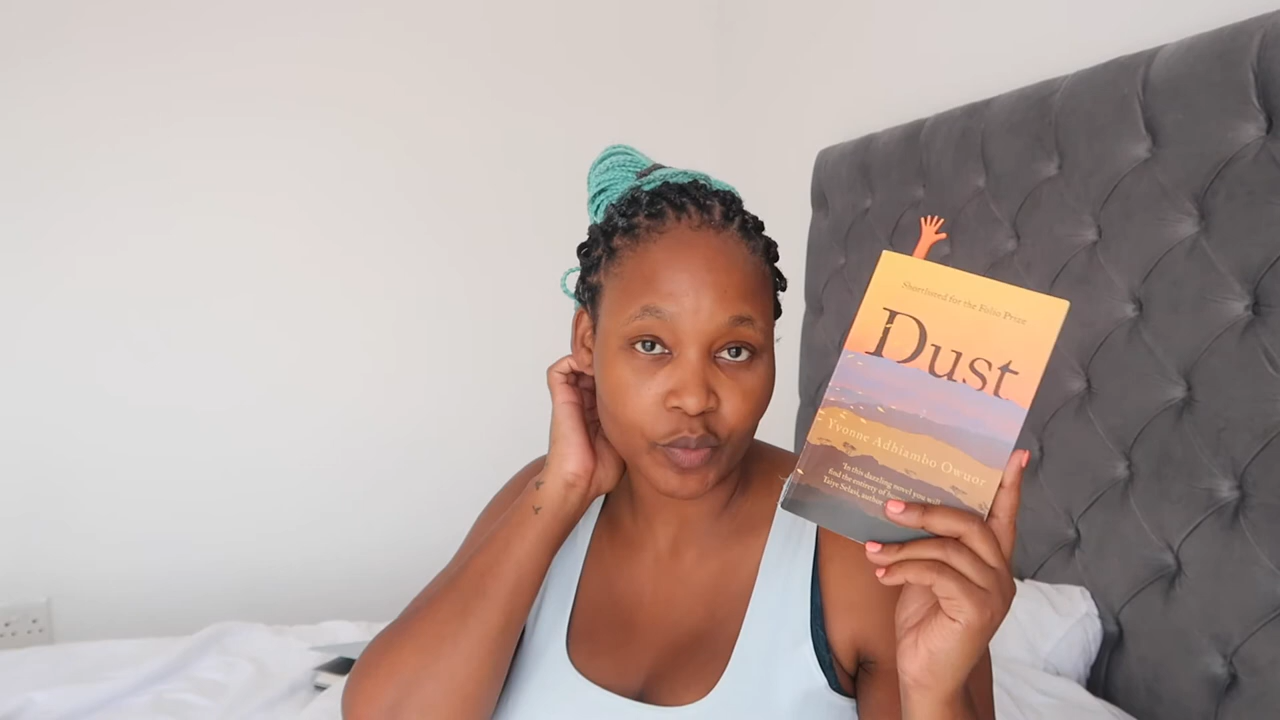 Shortlisted for the Folio Prize
Dust
Yvonne Adhiambo Owuor
'In this dazzling novel you will
find the entirety of
Taiye Selasi, author